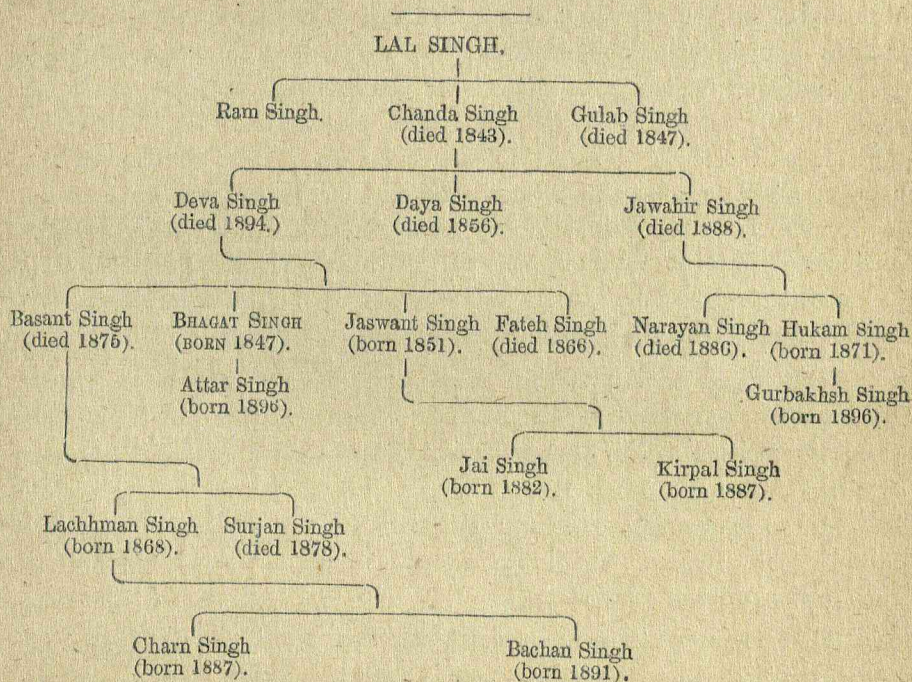 LAL SINGH.
Ram Singh. Chanda Singh Gulab Singh
(died 1843). (died 1847).
Deva Singh Daya Singh Jawahir Singh
(died 1894.) (died 1856). (died 1888).
Basant Singh BHAGAT SINGH Jaswant Singh Fateh Singh Narayan Singh Hukam Singh
(died 1875). (BORN 1847). (born 1851). (died 1866). (died 1886). (born 1871).
Attar Singh Gurbakhsh Singh
(born 1896). (born 1896).
Jai Singh Kirpal Singh
(born 1882). (born 1887).
Lachhman Singh Surjan Singh
(born 1868). (died 1878).
Charn Singh Bachan Singh
(born 1887). (born 1891).